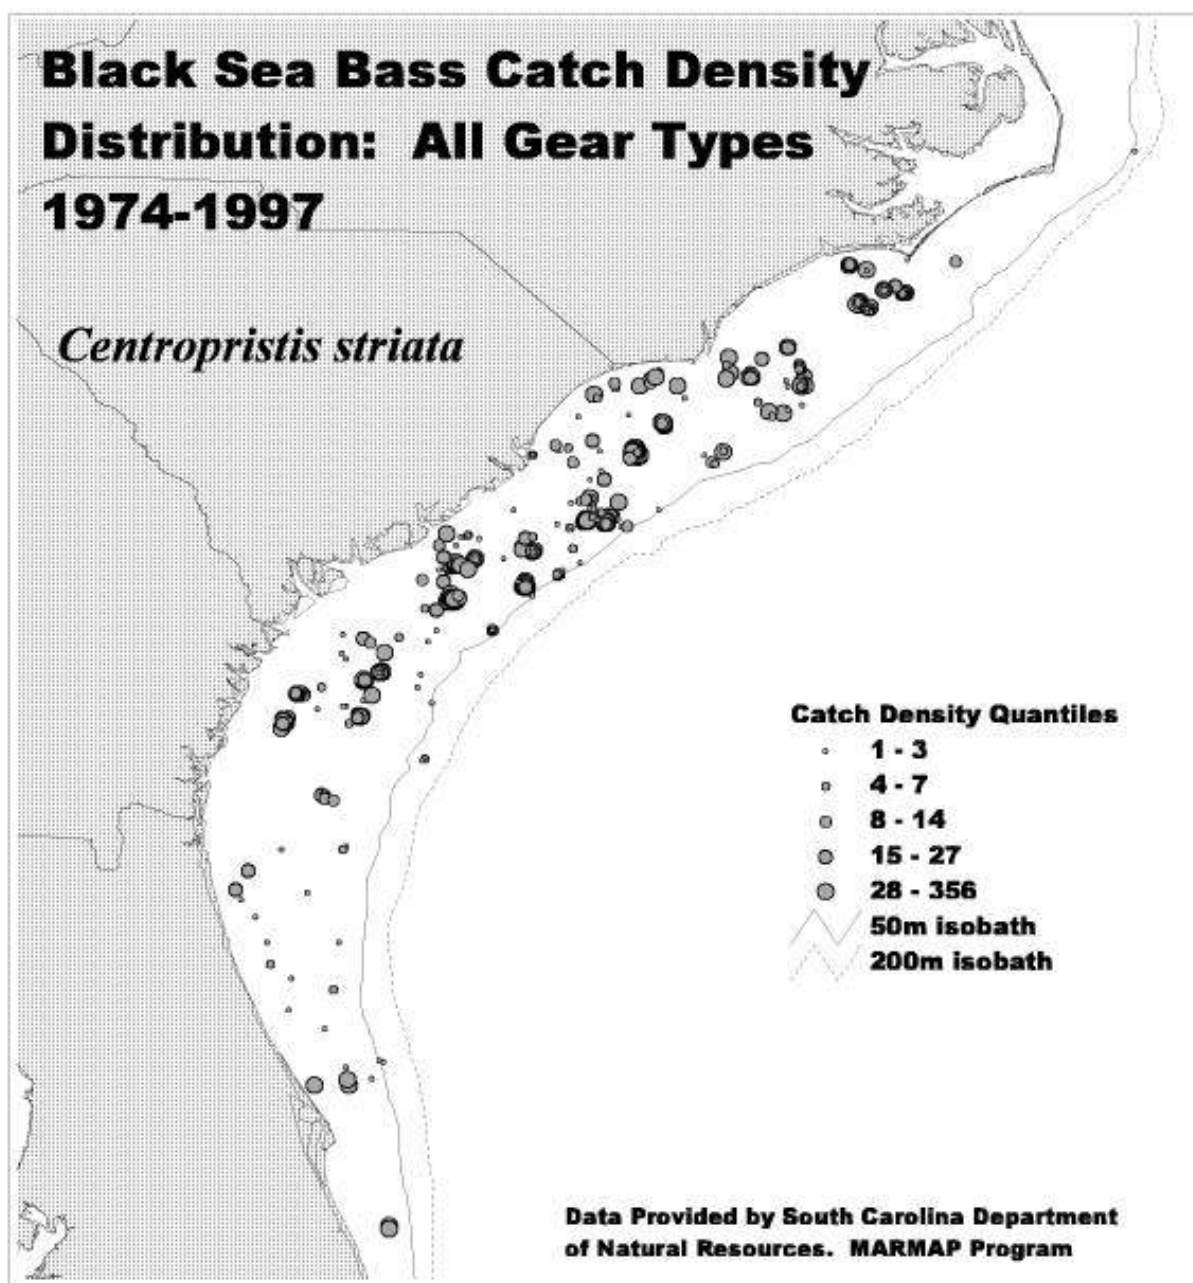 Black Sea Bass Catch Density
Distribution: All Gear Types
1974-1997
Centropristis striata
Catch Density Quantiles
1 - 3
4 - 7
8 - 14
15 - 27
28 - 356
50m isobath
200m isobath
Data Provided by South Carolina Department
of Natural Resources. MARMAP Program